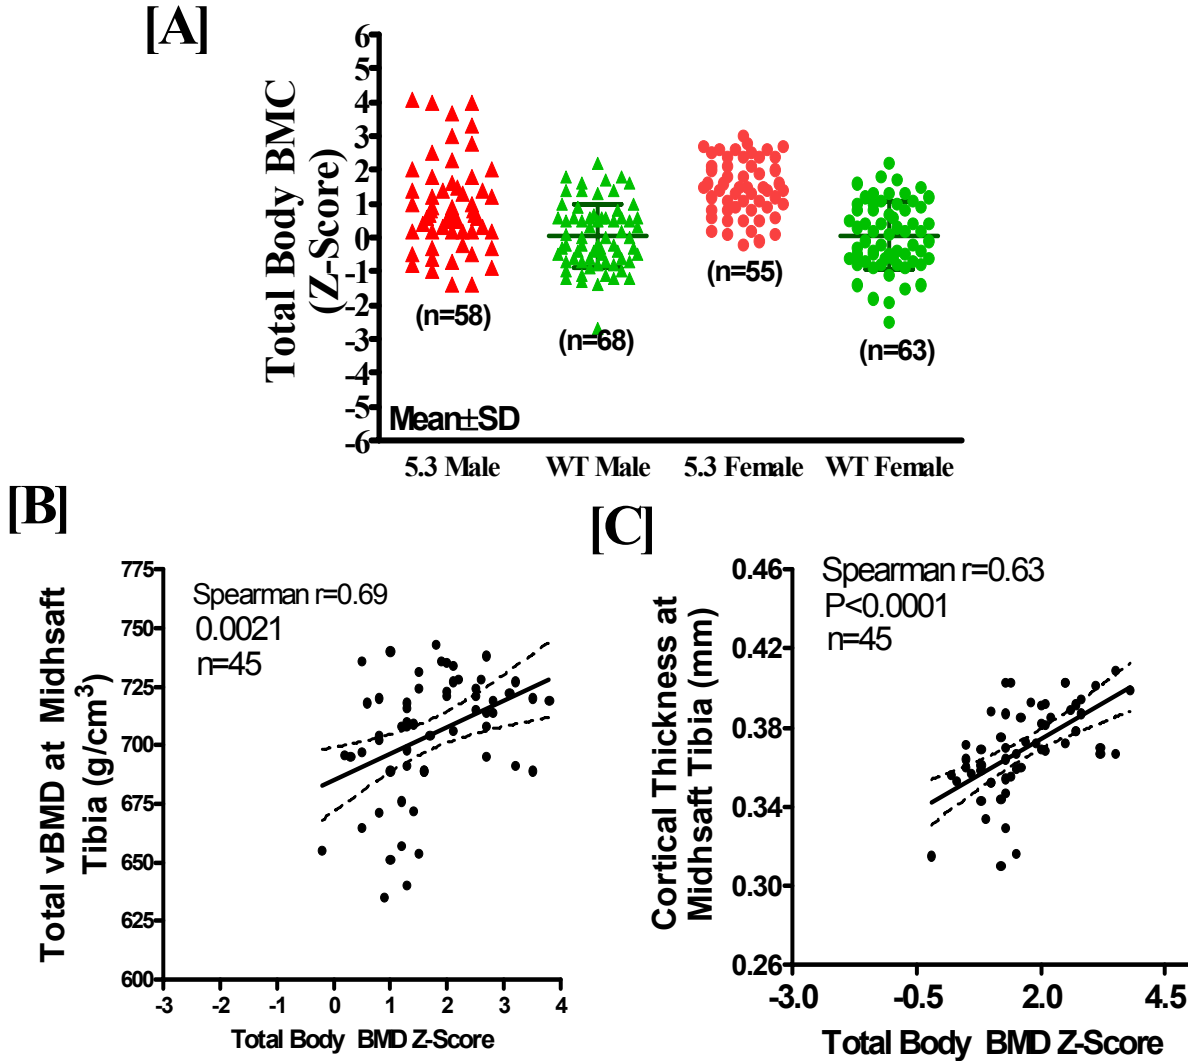 [A]
Total Body BMC
(Z-Score)
6
5
4
3
2
1
0
-1
-2
-3
-4
-5
-6
(n=58)
(n=68)
(n=55)
(n=63)
Mean±SD
5.3 Male
WT Male
5.3 Female
WT Female
[B]
Total vBMD at Midhsaft
Tibia (g/cm³)
775
750
725
700
675
650
625
600
Spearman r=0.69
0.0021
n=45
-3
-2
-1
0
1
2
3
4
Total Body BMD Z-Score
[C]
Cortical Thickness at
Midhsaft Tibia (mm)
0.46
0.42
0.38
0.34
0.30
0.26
Spearman r=0.63
P<0.0001
n=45
-3.0
-0.5
2.0
4.5
Total Body BMD Z-Score